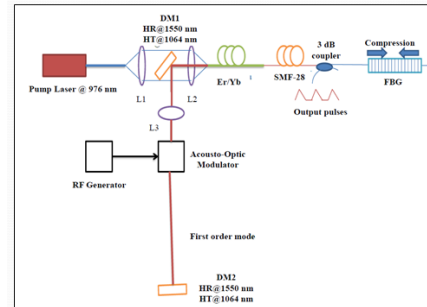 DM1
HR@1550 nm
HT@1064 nm
3 dB
coupler
Compression
Pump Laser @ 976 nm
L1
L2
Er/Yb
SMF-28
FBG
Output pulses
L3
Acousto-Optic
Modulator
RF Generator
First order mode
DM2
HR@1550 nm
HT@1064 nm